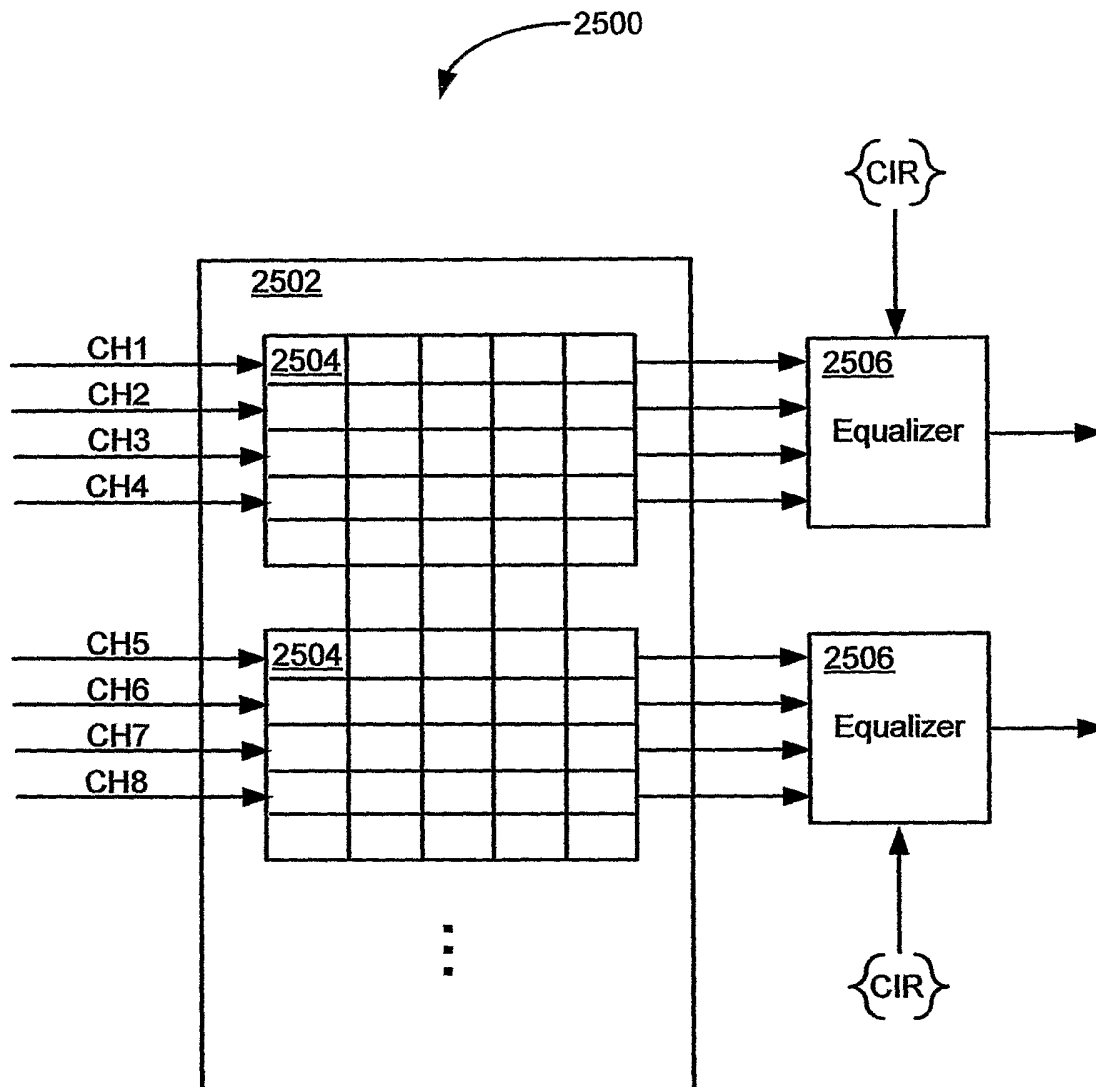 2500
{CIR}
2502
CH1
CH2
CH3
CH4
2504
2506
Equalizer
CH5
CH6
CH7
CH8
2504
2506
Equalizer
{CIR}